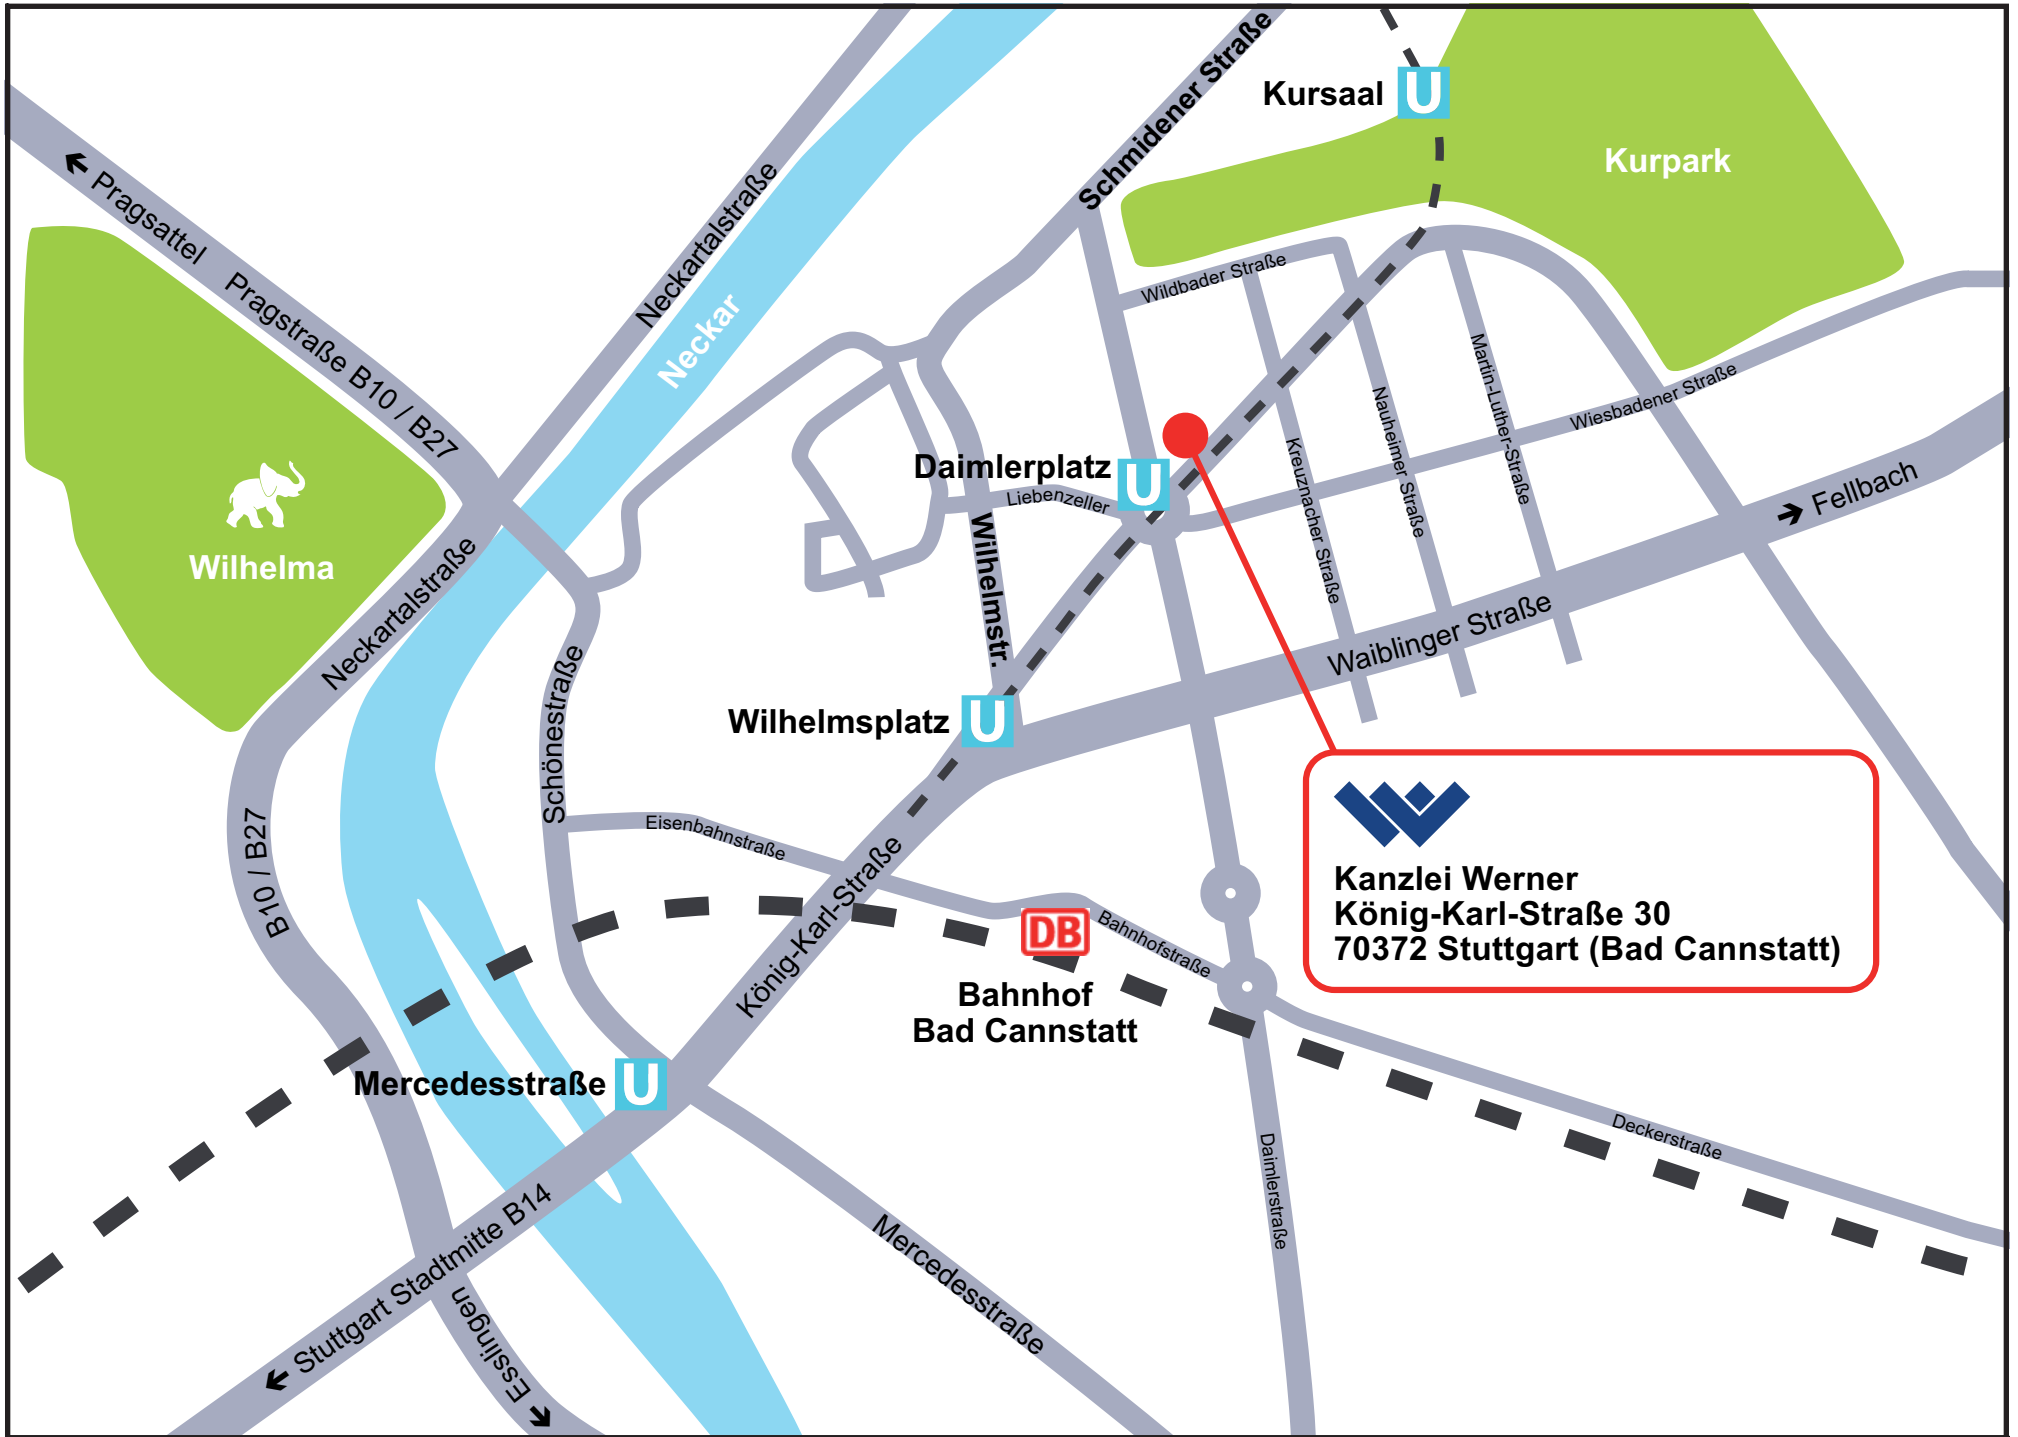 Schmidener Straße
Kursaal
U
Kurpark
Pragsattel
Neckartalstraße
Pragstraße B10 / B27
Neckar
Wildbader Straße
Martin-Luther-Straße
Nauheimer Straße
Wiesbadener Straße
Kreuznacher Straße
Daimlerplatz
U
Liebenzeller
Fellbach
Wilhelma
Neckartalstraße
Wilhelmstr.
Waiblinger Straße
Schönestraße
Wilhelmsplatz
U
B10 / B27
Eisenbahnstraße
König-Karl-Straße
DB
Bahnhof
Bad Cannstatt
Bahnhofstraße
Kanzlei Werner
König-Karl-Straße 30
70372 Stuttgart (Bad Cannstatt)
Mercedesstraße
U
Deckerstraße
Daimlerstraße
Stuttgart Stadtmitte B14
Mercedesstraße
Esslingen